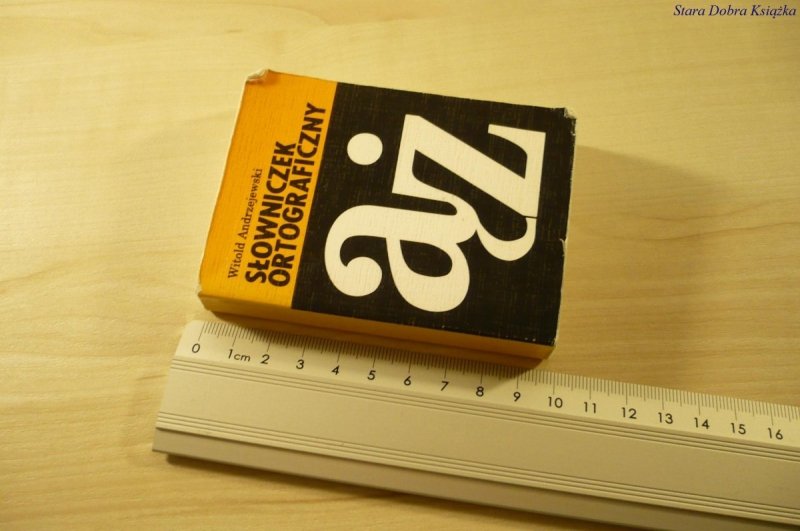 Stara Dobra Książka
Witold Andrzejewski
SŁOWNICZEK
ORTOGRAFICZNY
ąż
0 1cm 2 3 4 5 6 7 8 9 10 11 12 13 14 15 16